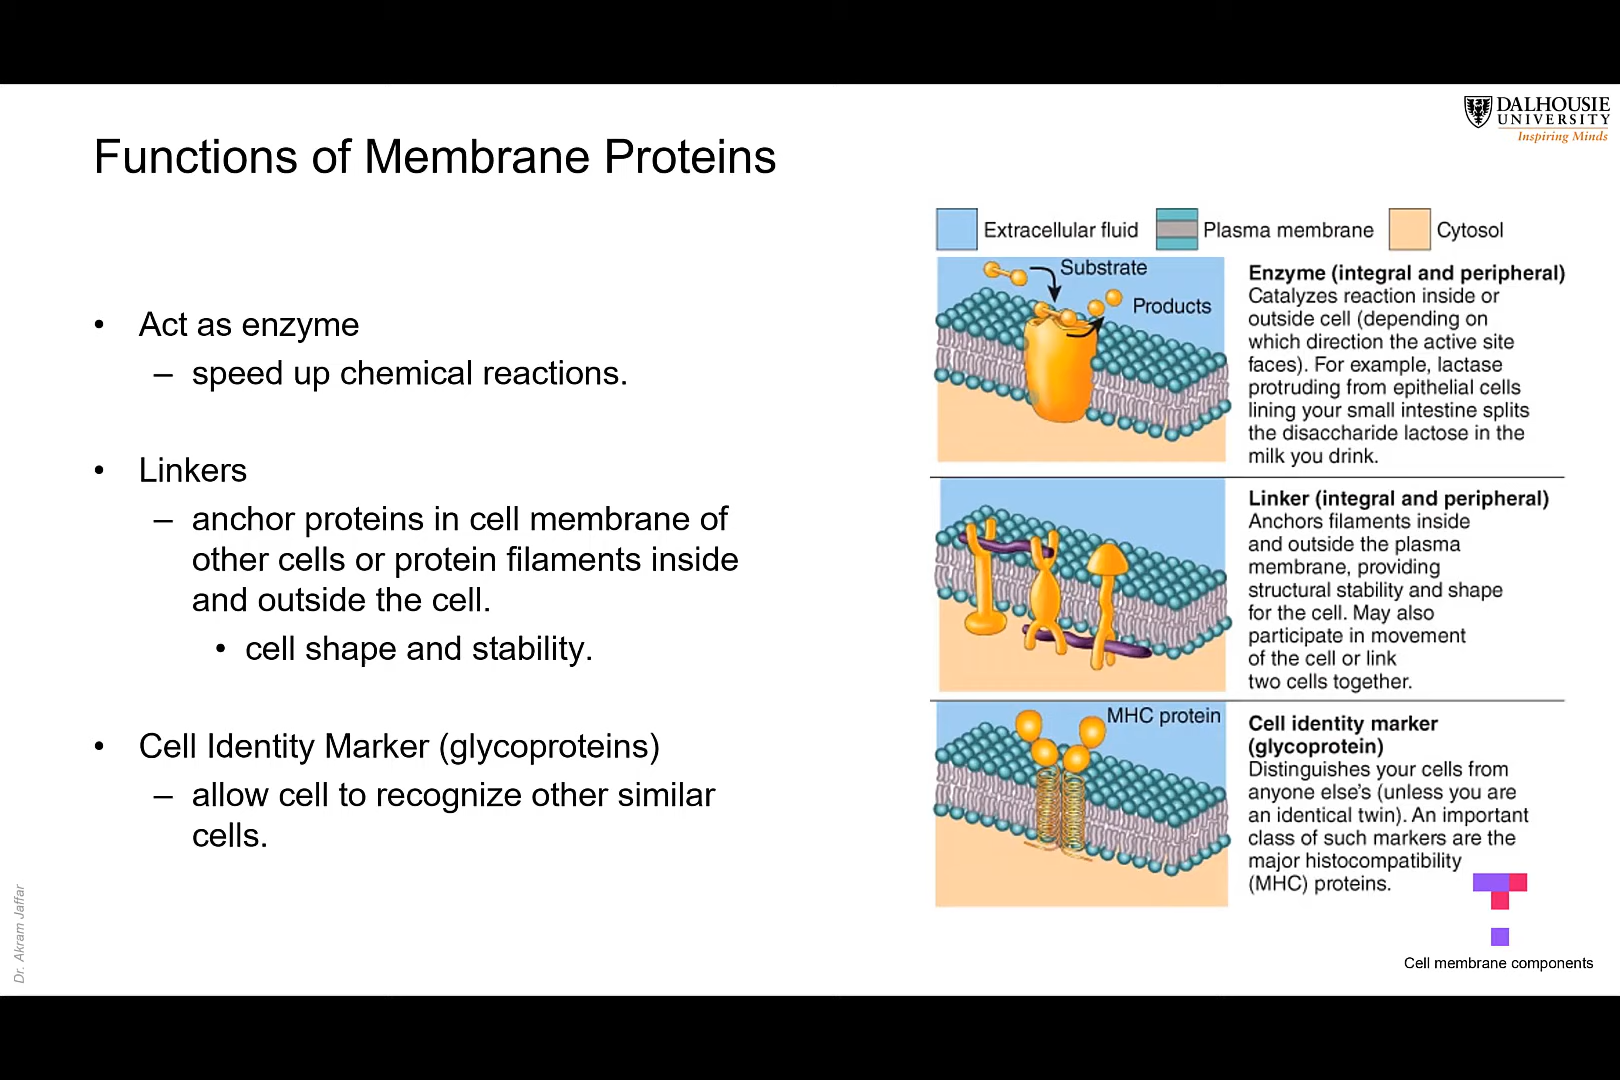 DALHOUSIE
UNIVERSITY
Inspiring Minds
Functions of Membrane Proteins
• Act as enzyme
– speed up chemical reactions.
• Linkers
– anchor proteins in cell membrane of
other cells or protein filaments inside
and outside the cell.
• cell shape and stability.
• Cell Identity Marker (glycoproteins)
– allow cell to recognize other similar
cells.
Extracellular fluid
Plasma membrane
Cytosol
Substrate
Products
Enzyme (integral and peripheral)
Catalyzes reaction inside or
outside cell (depending on
which direction the active site
faces). For example, lactase
protruding from epithelial cells
lining your small intestine splits
the disaccharide lactose in the
milk you drink.
Linker (integral and peripheral)
Anchors filaments inside
and outside the plasma
membrane, providing
structural stability and shape
for the cell. May also
participate in movement
of the cell or link
two cells together.
MHC protein
Cell identity marker
(glycoprotein)
Distinguishes your cells from
anyone else's (unless you are
an identical twin). An important
class of such markers are the
major histocompatibility
(MHC) proteins.
Cell membrane components
Dr. Akram Jaffar